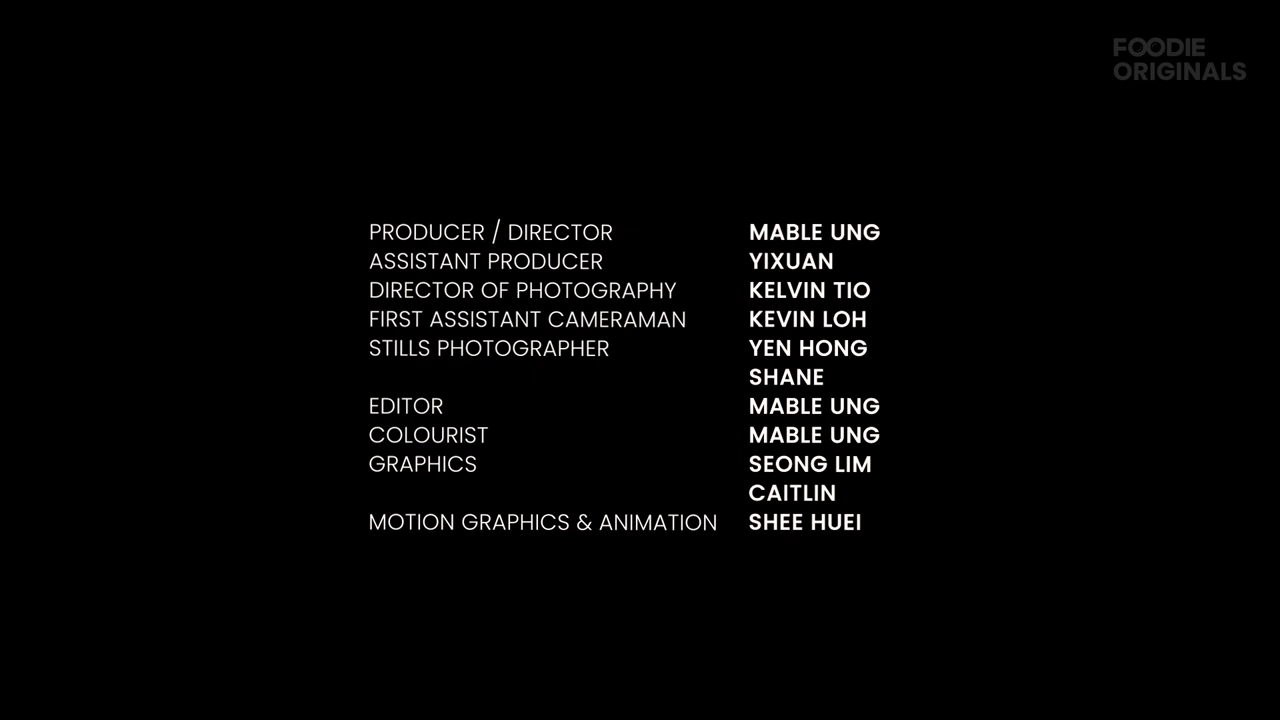 FOODIE
ORIGINALS
PRODUCER / DIRECTOR MABLE UNG
ASSISTANT PRODUCER YIXUAN
DIRECTOR OF PHOTOGRAPHY KELVIN TIO
FIRST ASSISTANT CAMERAMAN KEVIN LOH
STILLS PHOTOGRAPHER YEN HONG
SHANE
EDITOR MABLE UNG
COLOURIST MABLE UNG
GRAPHICS SEONG LIM
CAITLIN
MOTION GRAPHICS & ANIMATION SHEE HUEI